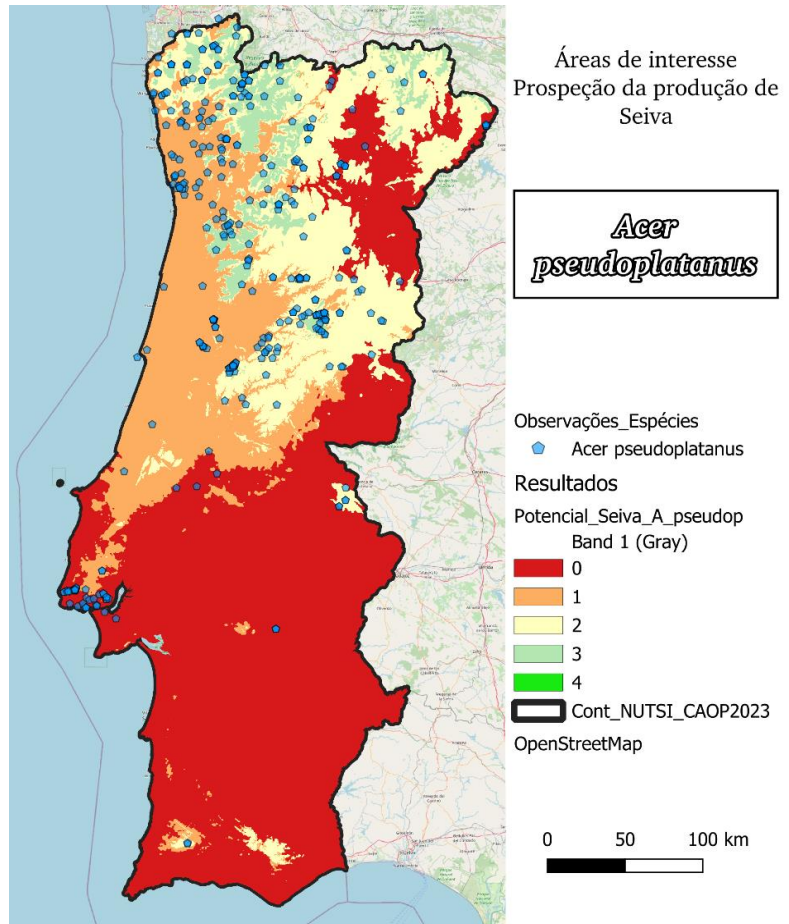 Áreas de interesse
Prospeção da produção de
Seiva
Acer
pseudoplatanus
Observações_Espécies
Acer pseudoplatanus
Resultados
Potencial_Seiva_A_pseudop
Band 1 (Gray)
0
1
2
3
4
Cont_NUTSI_CAOP2023
OpenStreetMap
0 50 100 km